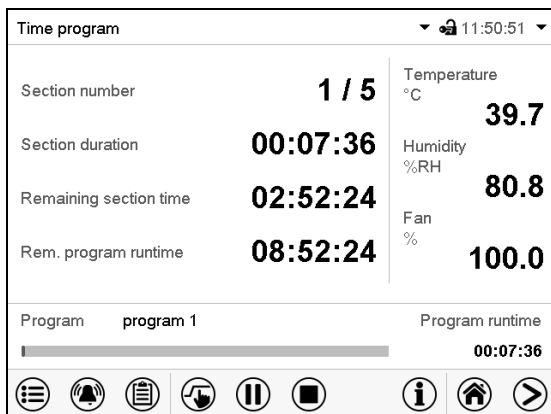 Time program 11:50:51
Section number 1 / 5
Section duration 00:07:36
Remaining section time 02:52:24
Rem. program runtime 08:52:24
Temperature
°C
39.7
Humidity
%RH
80.8
Fan
%
100.0
Program program 1 Program runtime
00:07:36